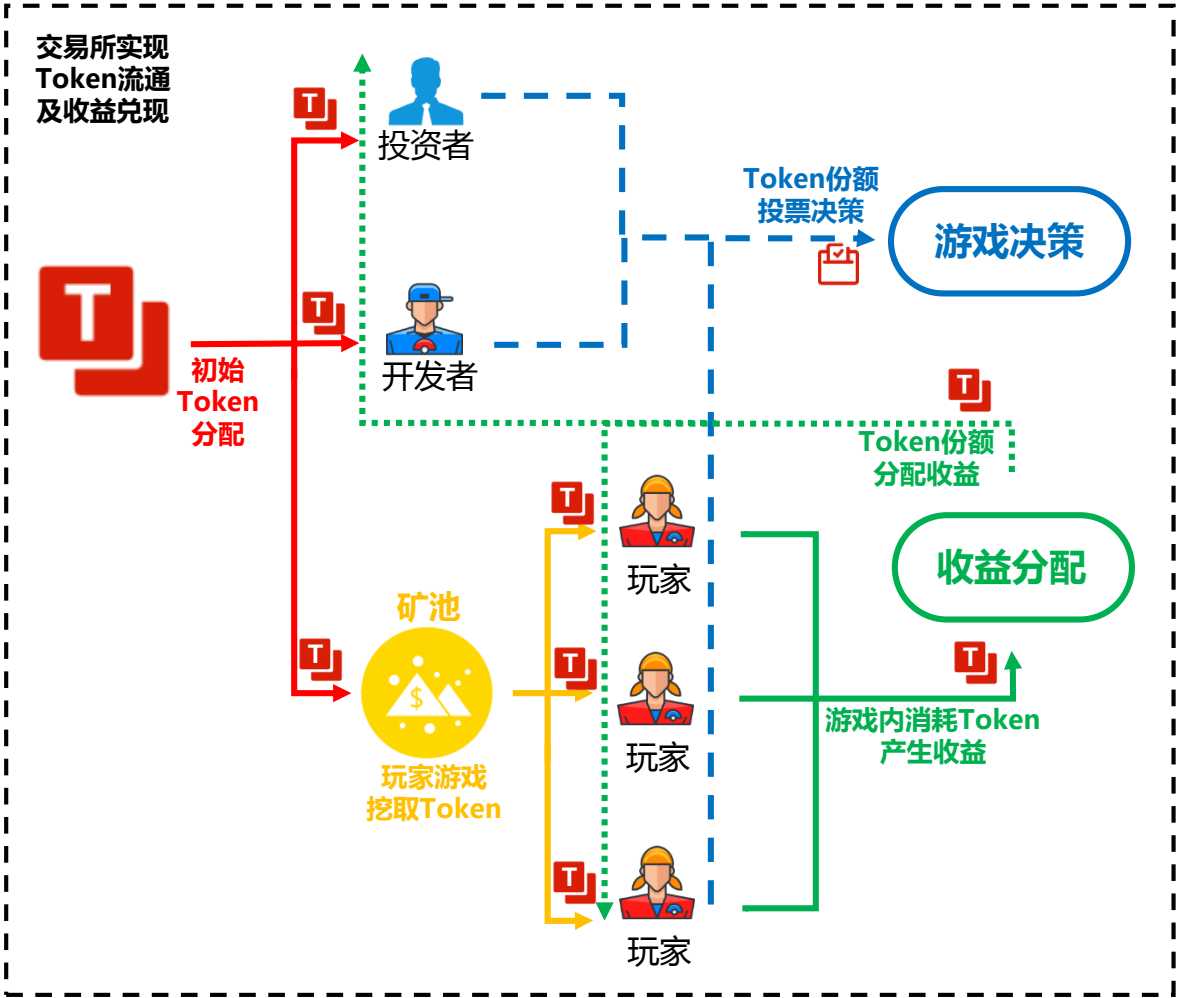 交易所实现
Token流通
及收益兑现
T
投资者
Token份额
投票决策
游戏决策
T
T
开发者
初始
Token
分配
T
Token份额
分配收益
T
玩家
收益分配
矿池
T
$
T
玩家
T
游戏内消耗Token
产生收益
玩家游戏
挖取Token
T
玩家